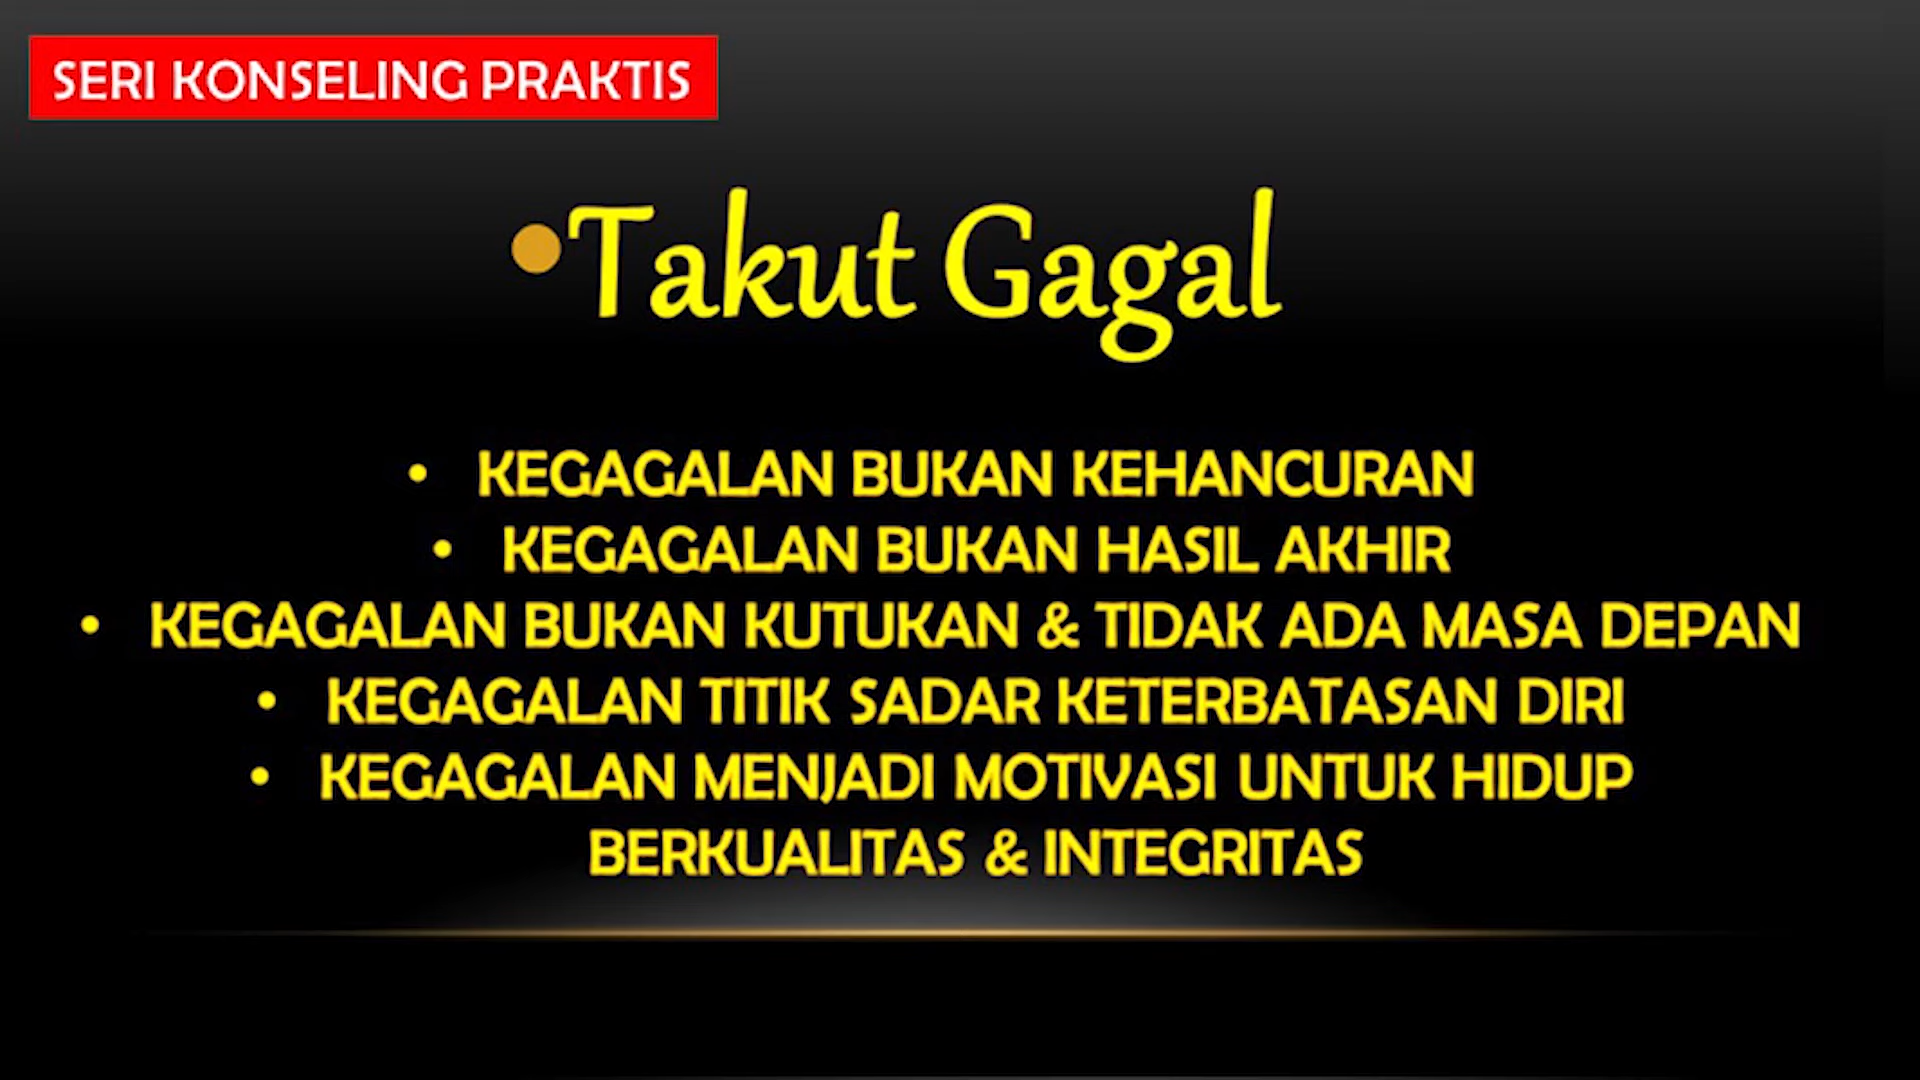 SERI KONSELING PRAKTIS
•Takut Gagal
• KEGAGALAN BUKAN KEHANCURAN
• KEGAGALAN BUKAN HASIL AKHIR
• KEGAGALAN BUKAN KUTUKAN & TIDAK ADA MASA DEPAN
• KEGAGALAN TITIK SADAR KETERBATASAN DIRI
• KEGAGALAN MENJADI MOTIVASI UNTUK HIDUP
BERKUALITAS & INTEGRITAS